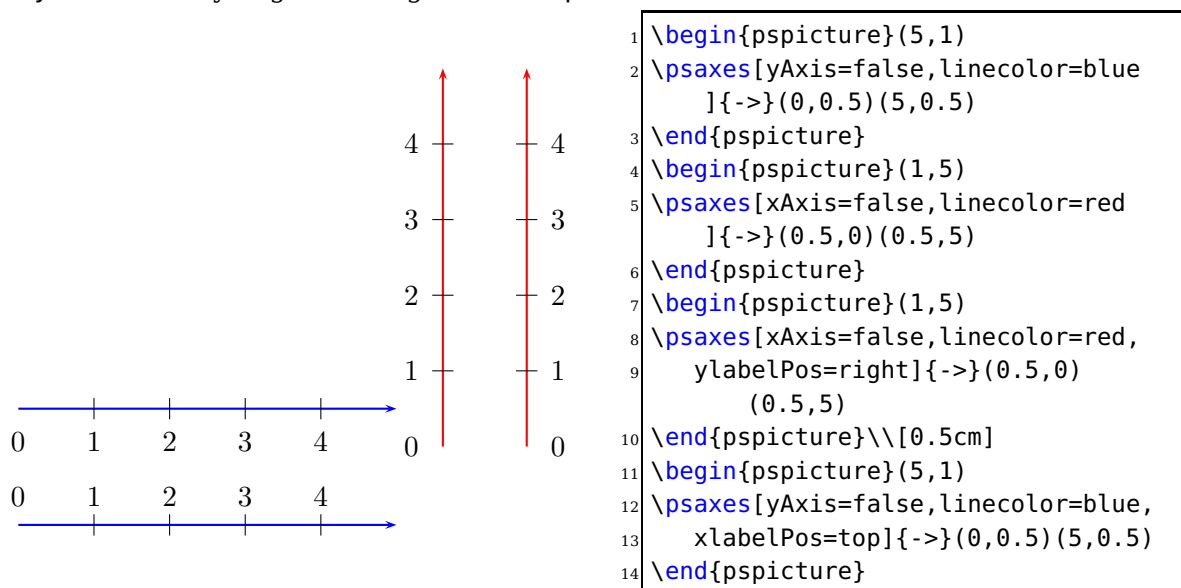 4 4
3 3
2 2
1 1
0 1 2 3 4 0 0
0 1 2 3 4
1 \begin{pspicture}(5,1)
2 \psaxes[yAxis=false,linecolor=blue
]{->}(0,0.5)(5,0.5)
3 \end{pspicture}
4 \begin{pspicture}(1,5)
5 \psaxes[xAxis=false,linecolor=red
]{->}(0.5,0)(0.5,5)
6 \end{pspicture}
7 \begin{pspicture}(1,5)
8 \psaxes[xAxis=false,linecolor=red,
9 ylabelPos=right]{->}(0.5,0)
(0.5,5)
10 \end{pspicture}\\[0.5cm]
11 \begin{pspicture}(5,1)
12 \psaxes[yAxis=false,linecolor=blue,
13 xlabelPos=top]{->}(0,0.5)(5,0.5)
14 \end{pspicture}